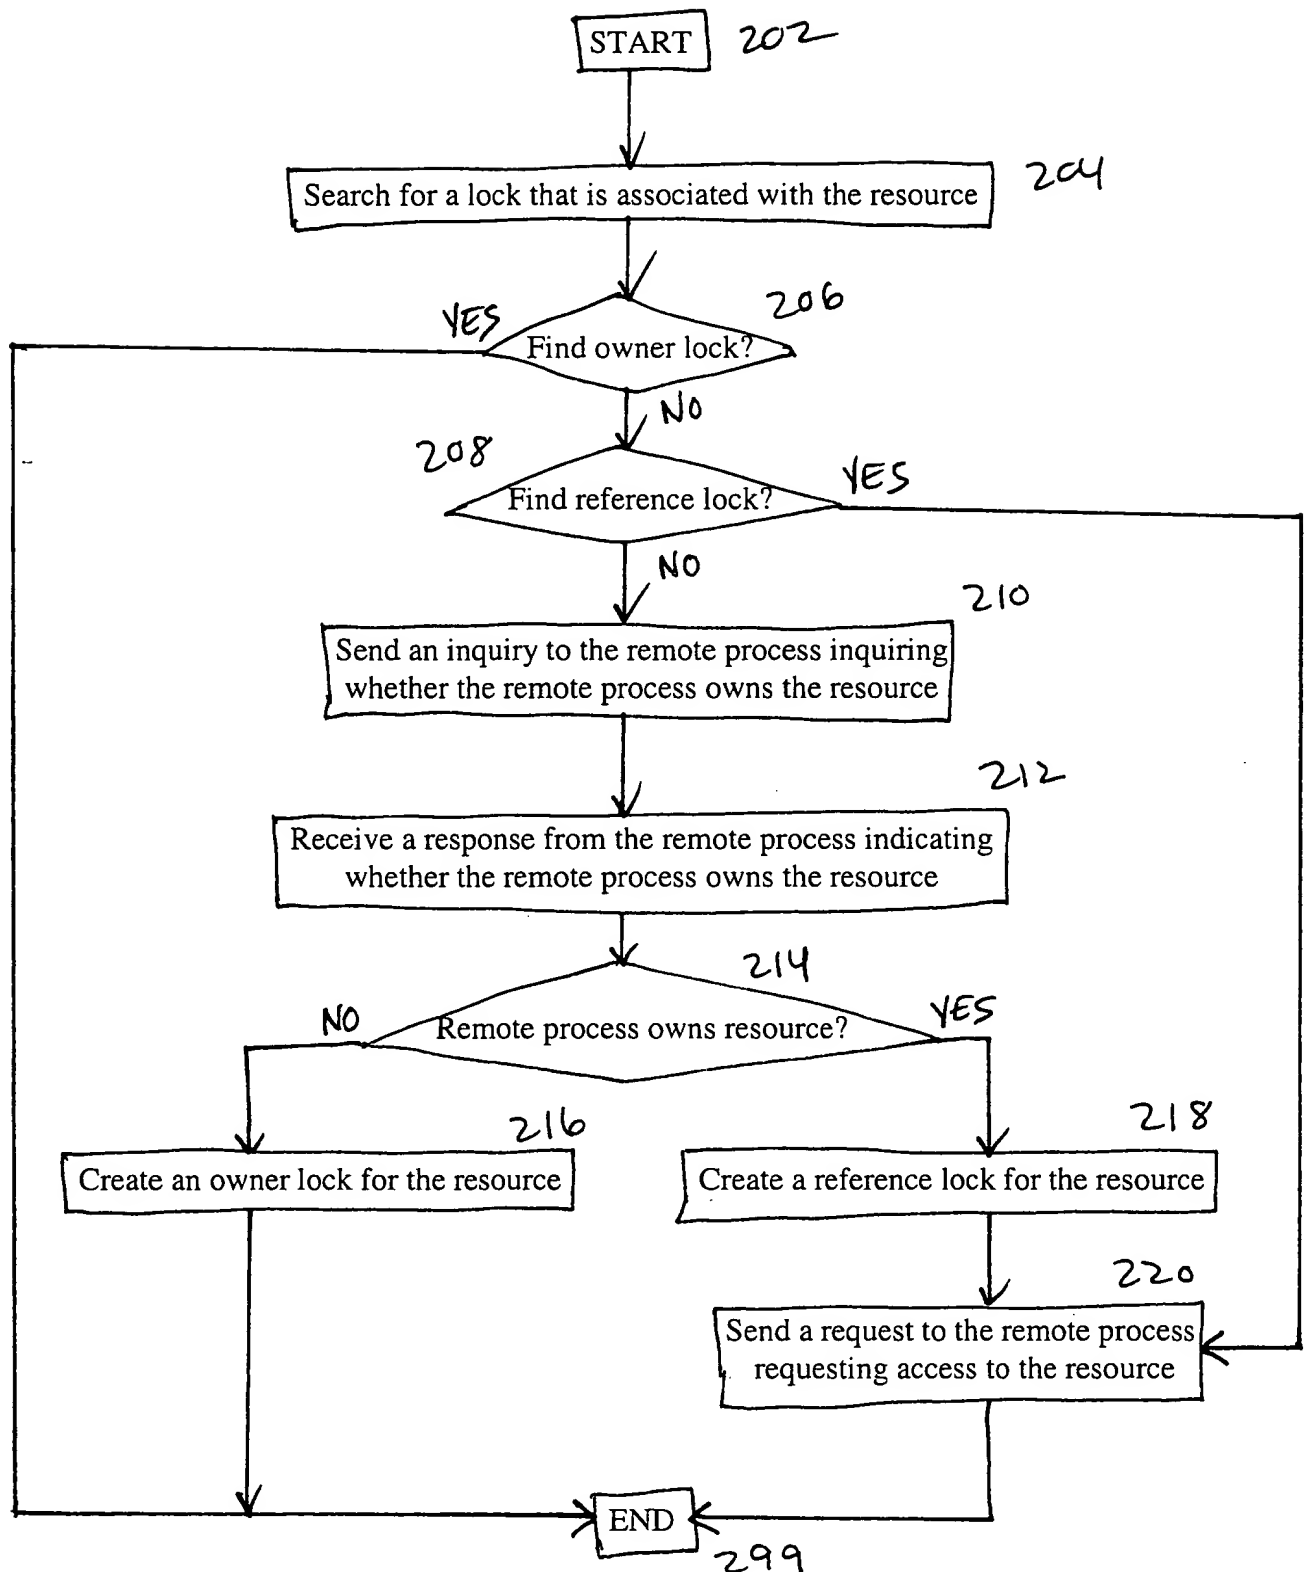 START 202
Search for a lock that is associated with the resource 204
206
YES
Find owner lock?
NO
208
YES
Find reference lock?
NO
210
Send an inquiry to the remote process inquiring
whether the remote process owns the resource
212
Receive a response from the remote process indicating
whether the remote process owns the resource
214
NO
YES
Remote process owns resource?
216
218
Create an owner lock for the resource
Create a reference lock for the resource
220
Send a request to the remote process
requesting access to the resource
END
299